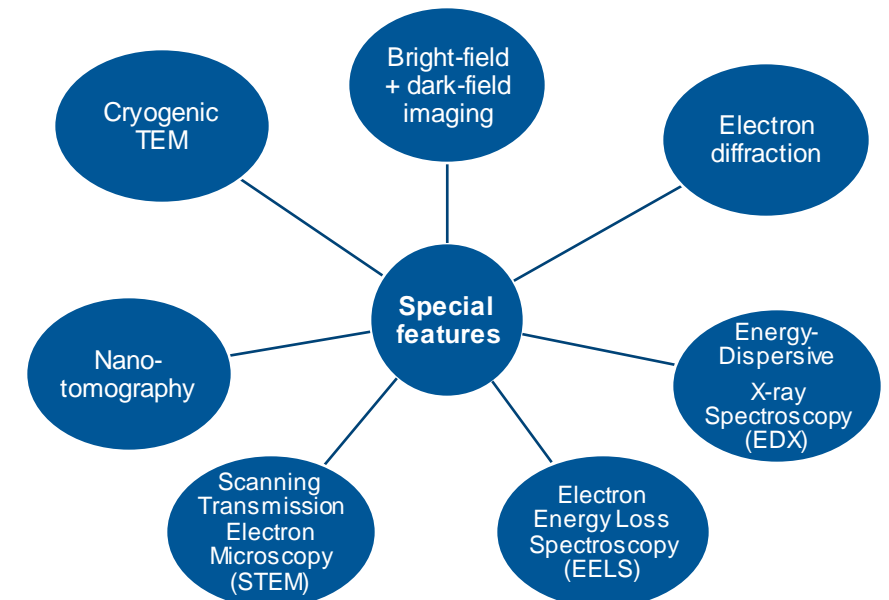 Bright-field
+ dark-field
imaging
Cryogenic
TEM
Electron
diffraction
Special
features
Nano-
tomography
Energy-
Dispersive
X-ray
Spectroscopy
(EDX)
Scanning
Transmission
Electron
Microscopy
(STEM)
Electron
Energy Loss
Spectroscopy
(EELS)